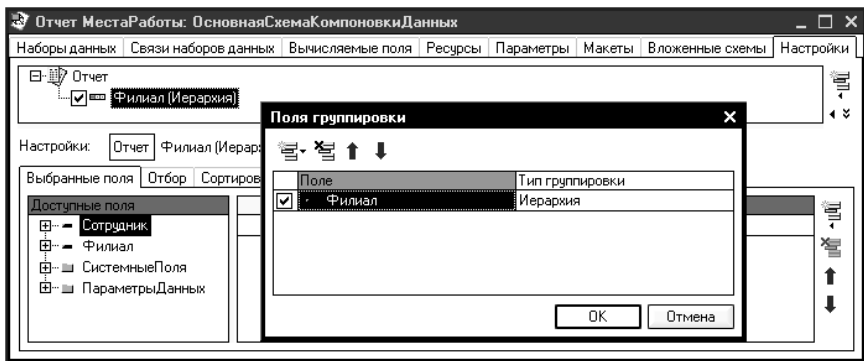 Отчет МестаРаботы: ОсновнаяСхемаКомпоновкиДанных
Наборы данных Связи наборов данных Вычисляемые поля Ресурсы Параметры Макеты Вложенные схемы Настройки
Отчет
Филиал (Иерархия)
Поля группировки
Настройки: Отчет Филиал (Иерар
Выбранные поля Отбор Сортиров
Поле Тип группировки
Филиал Иерархия
Доступные поля
Сотрудник
Филиал
СистемныеПоля
ПараметрыДанных
OK Отмена